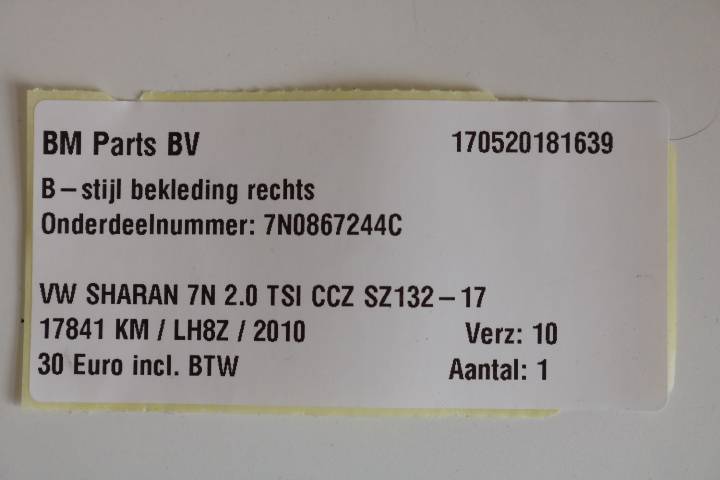 BM Parts BV 170520181639
B-stijl bekleding rechts
Onderdeelnummer: 7N0867244C
VW SHARAN 7N 2.0 TSI CCZ SZ132-17
17841 KM / LH8Z / 2010 Verz: 10
30 Euro incl. BTW Aantal: 1